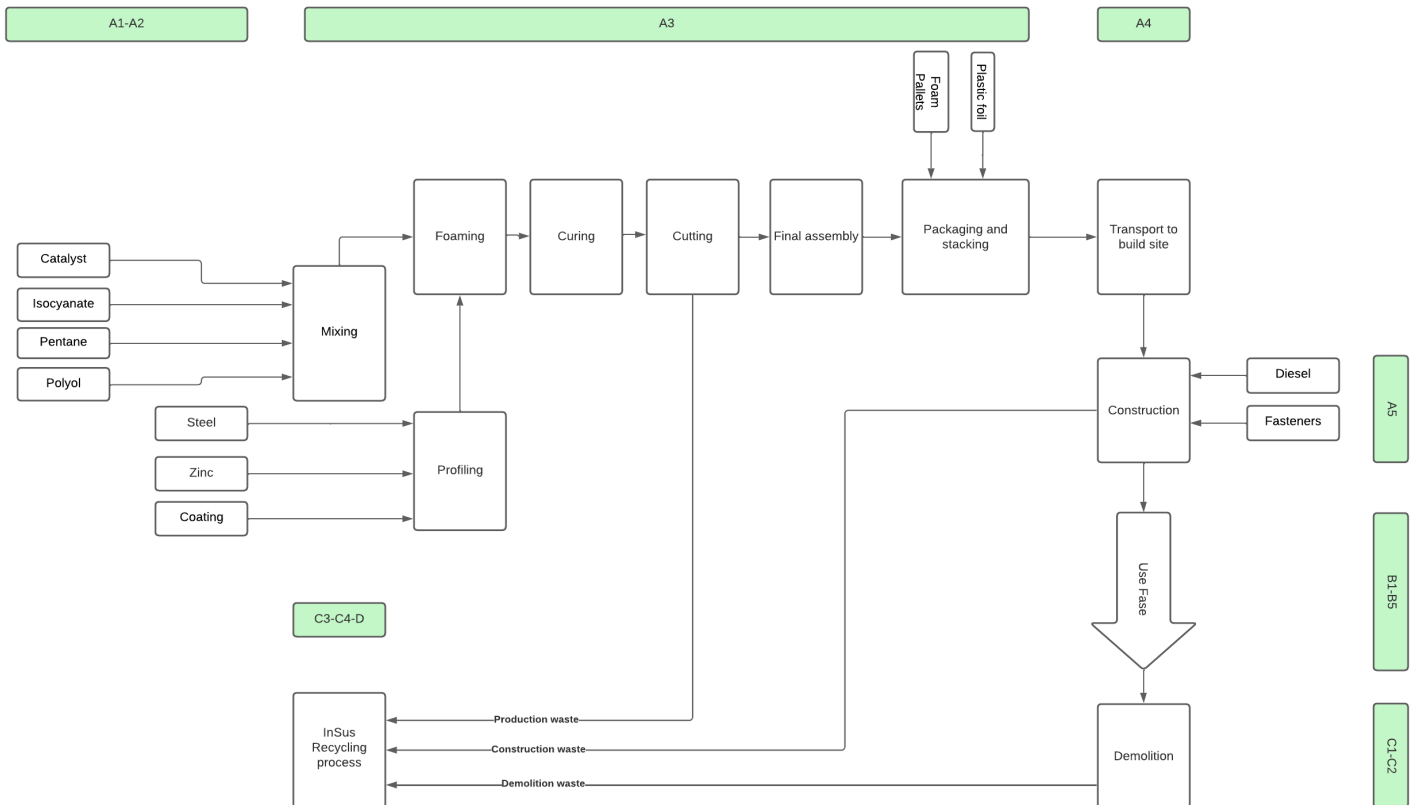 A1-A2
A3
A4
Foam
Pallets
Plastic foil
Foaming
Curing
Cutting
Final assembly
Packaging and
stacking
Transport to
build site
Catalyst
Isocyanate
Pentane
Polyol
Mixing
Steel
Zinc
Coating
Profiling
Construction
Diesel
Fasteners
A5
Use Fase
B1-B5
C3-C4-D
InSus
Recycling
process
Production waste
Construction waste
Demolition waste
Demolition
C1-C2